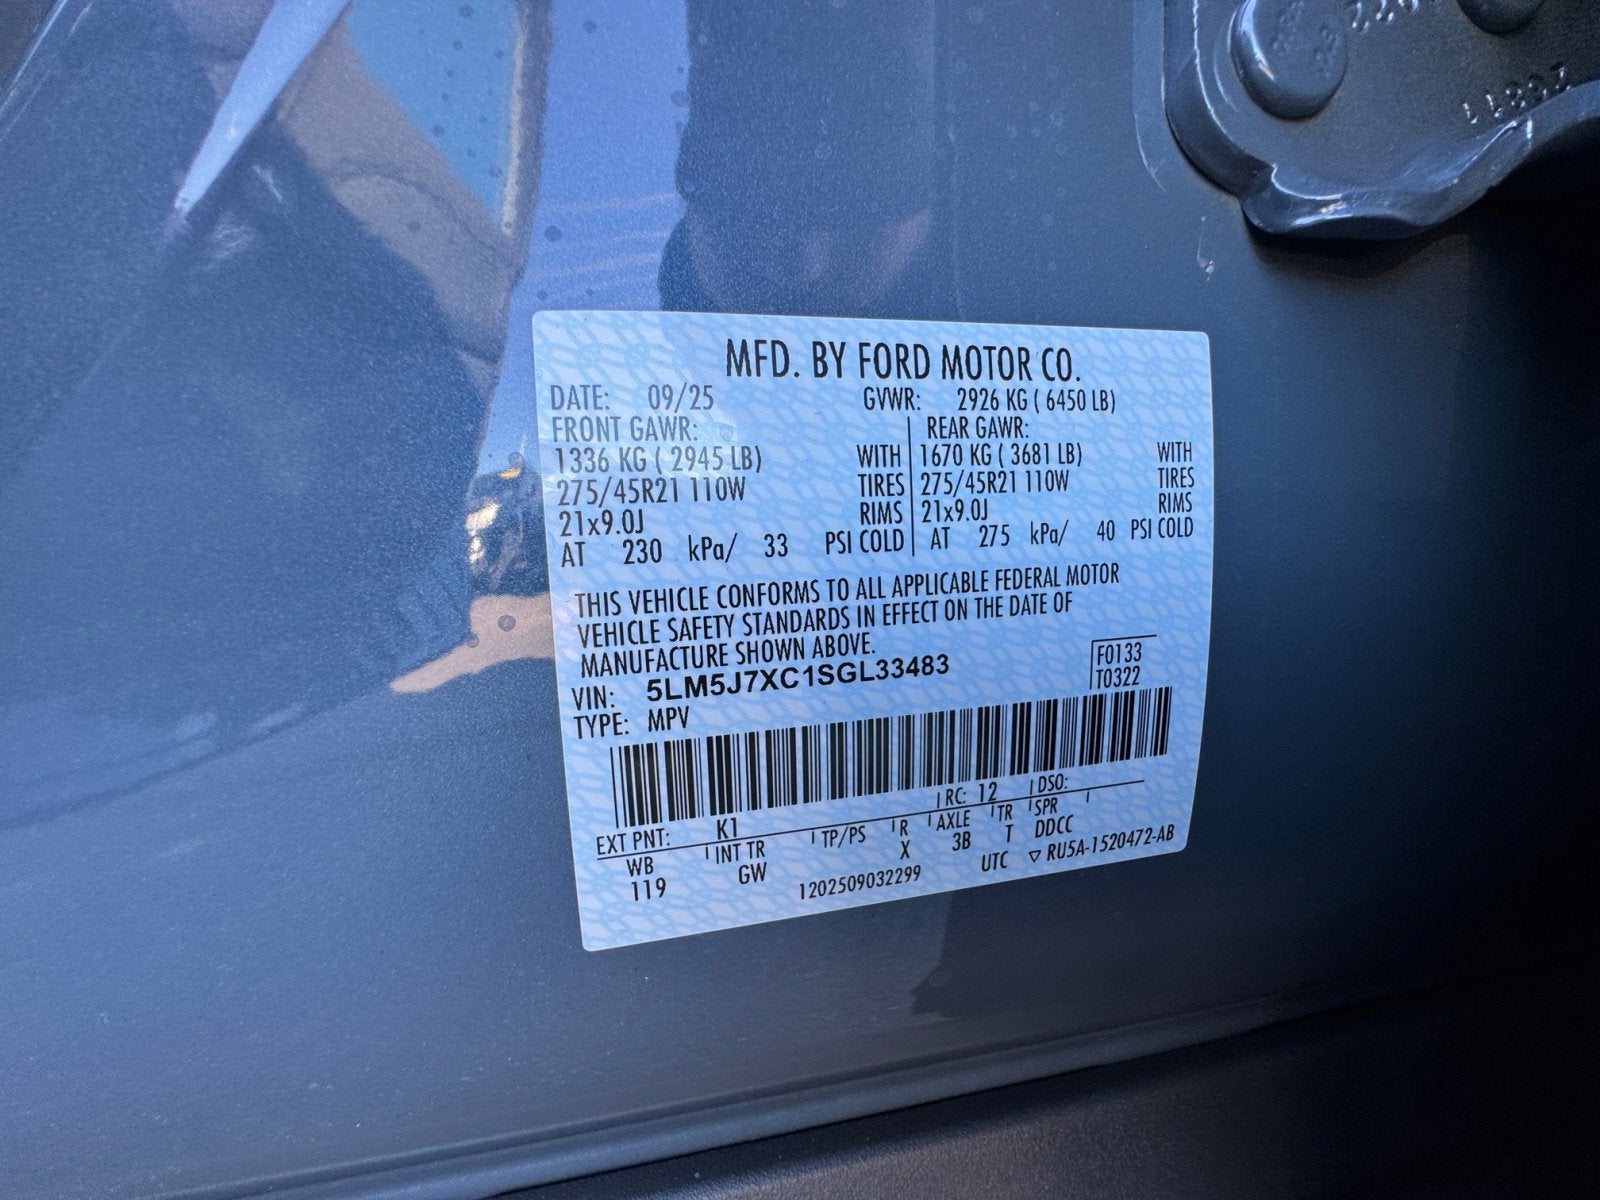 26811
MFD. BY FORD MOTOR CO.
DATE: 09/25 GVWR: 2926 KG ( 6450 LB)
FRONT GAWR: REAR GAWR:
1336 KG ( 2945 LB) WITH 1670 KG ( 3681 LB) WITH
275/45R21 110W TIRES 275/45R21 110W TIRES
21x9.0J RIMS 21x9.0J RIMS
AT 230 kPa/ 33 PSI COLD AT 275 kPa/ 40 PSI COLD
THIS VEHICLE CONFORMS TO ALL APPLICABLE FEDERAL MOTOR
VEHICLE SAFETY STANDARDS IN EFFECT ON THE DATE OF
MANUFACTURE SHOWN ABOVE.
VIN: 5LM5J7XC1SGL33483 F0133
TYPE: MPV T0322
RC: 12 DSO:
EXT PNT: K1
WB INT TR TP/PS R AXLE TR SPR
119 GW X 3B T DDCC
1202509032299 UTC ▽ RU5A-1520472-AB